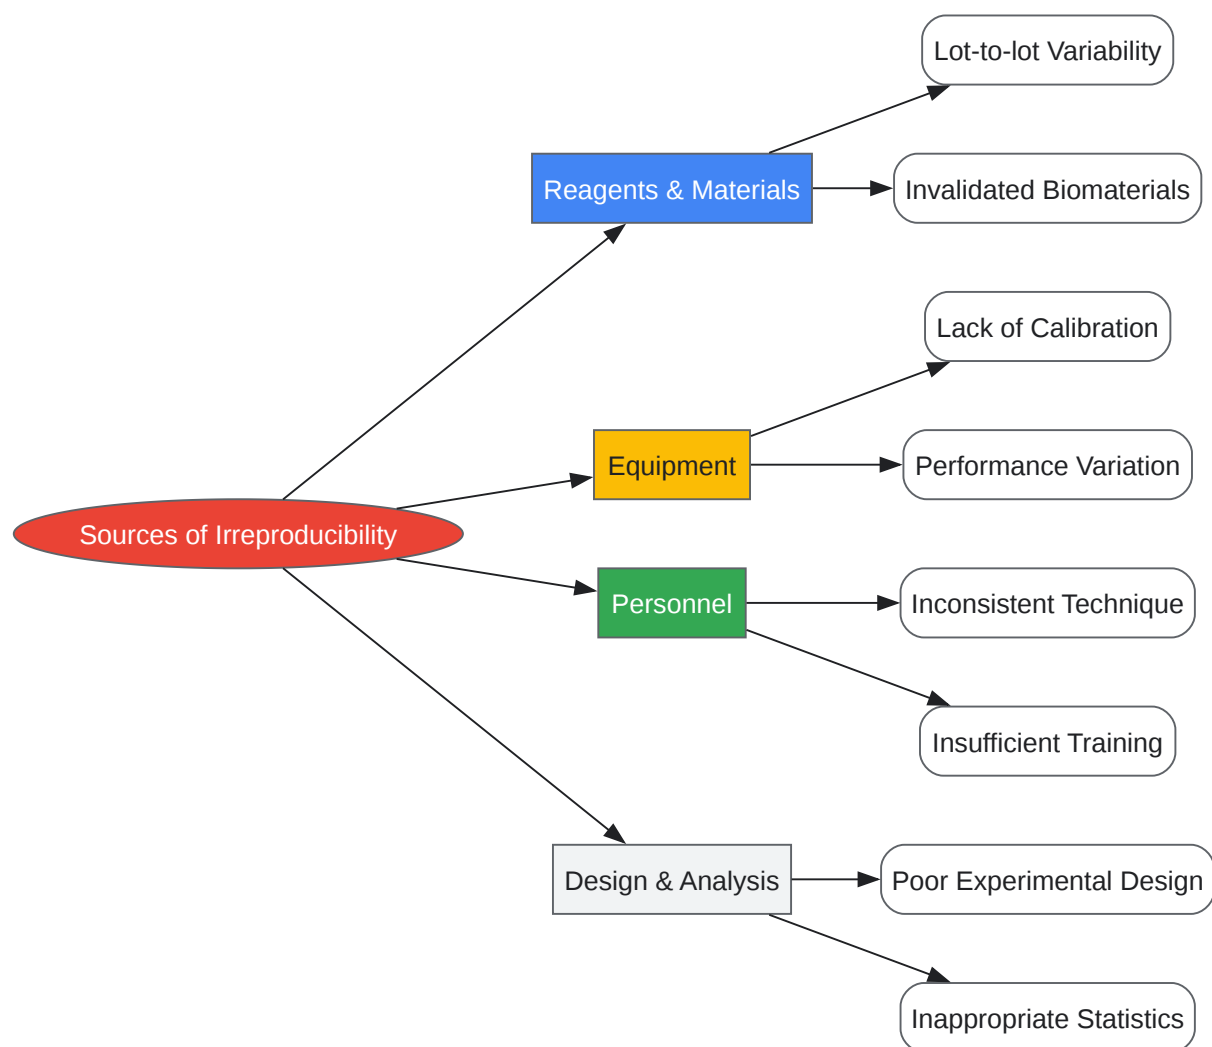 Lot-to-lot Variability
Reagents & Materials
Invalidated Biomaterials
Lack of Calibration
Equipment
Performance Variation
Sources of Irreproducibility
Personnel
Inconsistent Technique
Insufficient Training
Design & Analysis
Poor Experimental Design
Inappropriate Statistics